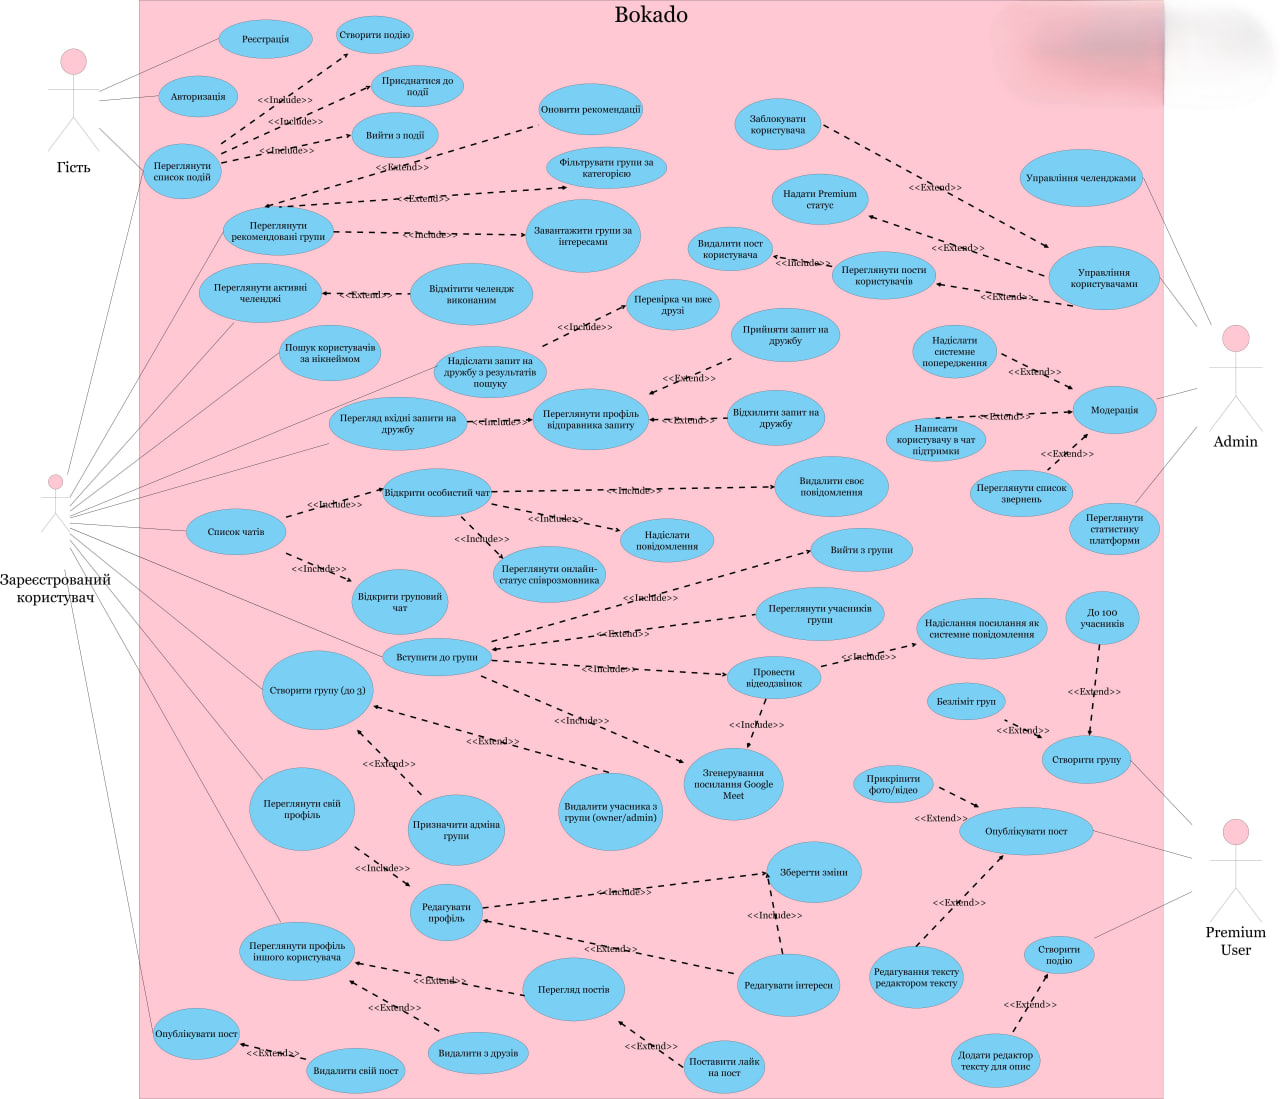 Bokado
Реєстрація
Створити подію
Авторизація
<<Include>>
Приєднатися до
події
<<Include>>
Вийти з події
<<Include>>
Переглянути
список подій
Гість
Оновити рекомендації
<<Extend>>
Фільтрувати групи за
категорією
<<Extend>>
Переглянути
рекомендовані групи
<<Include>>
Завантажити групи за
інтересами
Переглянути активні
челенджі
<<Extend>>
Відмітити челендж
виконаним
Пошук користувачів
за нікнеймом
Надіслати запит на
дружбу з результатів
пошуку
<<Include>>
Перевірка чи вже
друзі
Прийняти запит на
дружбу
<<Extend>>
Перегляд вхідні запити на
дружбу
<<Include>>
Переглянути профіль
відправника запиту
<<Extend>>
Відхилити запит на
дружбу
Заблокувати
користувача
<<Extend>>
Управління челенджами
Надати Premium
статус
<<Extend>>
Видалити пост
користувача
<<Include>>
Переглянути пости
користувачів
<<Extend>>
Управління
користувачами
Надіслати
системне
попередження
<<Extend>>
Модерація
<<Extend>>
Написати
користувачу в чат
підтримки
<<Extend>>
Переглянути список
звернень
Переглянути
статистику
платформи
Admin
Зареєстрований
користувач
Список чатів
<<Include>>
Відкрити особистий чат
<<Include>>
Видалити своє
повідомлення
<<Include>>
Надіслати
повідомлення
<<Include>>
Переглянути онлайн-
статус співрозмовника
<<Include>>
Відкрити груповий
чат
Вийти з групи
<<Include>>
Переглянути учасників
групи
<<Extend>>
Вступити до групи
<<Include>>
Провести
відеодзвінок
<<Include>>
Надіслання посилання як
системне повідомлення
<<Include>>
<<Include>>
Згенерування
посилання Google
Meet
Створити групу (до 3)
<<Extend>>
<<Extend>>
Призначити адміна
групи
Видалити учасника з
групи (owner/admin)
До 100
учасників
<<Extend>>
Безліміт груп
<<Extend>>
Створити групу
Прикріпити
фото/відео
<<Extend>>
Опублікувати пост
<<Extend>>
Редагування тексту
редактором тексту
Створити
подію
<<Extend>>
Додати редактор
тексту для опис
Premium
User
Переглянути свій
профіль
<<Include>>
Редагувати
профіль
<<Include>>
Зберегти зміни
<<Include>>
<<Extend>>
Редагувати інтереси
Переглянути профіль
іншого користувача
<<Extend>>
Перегляд постів
<<Extend>>
Видалити з друзів
<<Extend>>
Поставити лайк
на пост
Опублікувати пост
<<Extend>>
Видалити свій пост